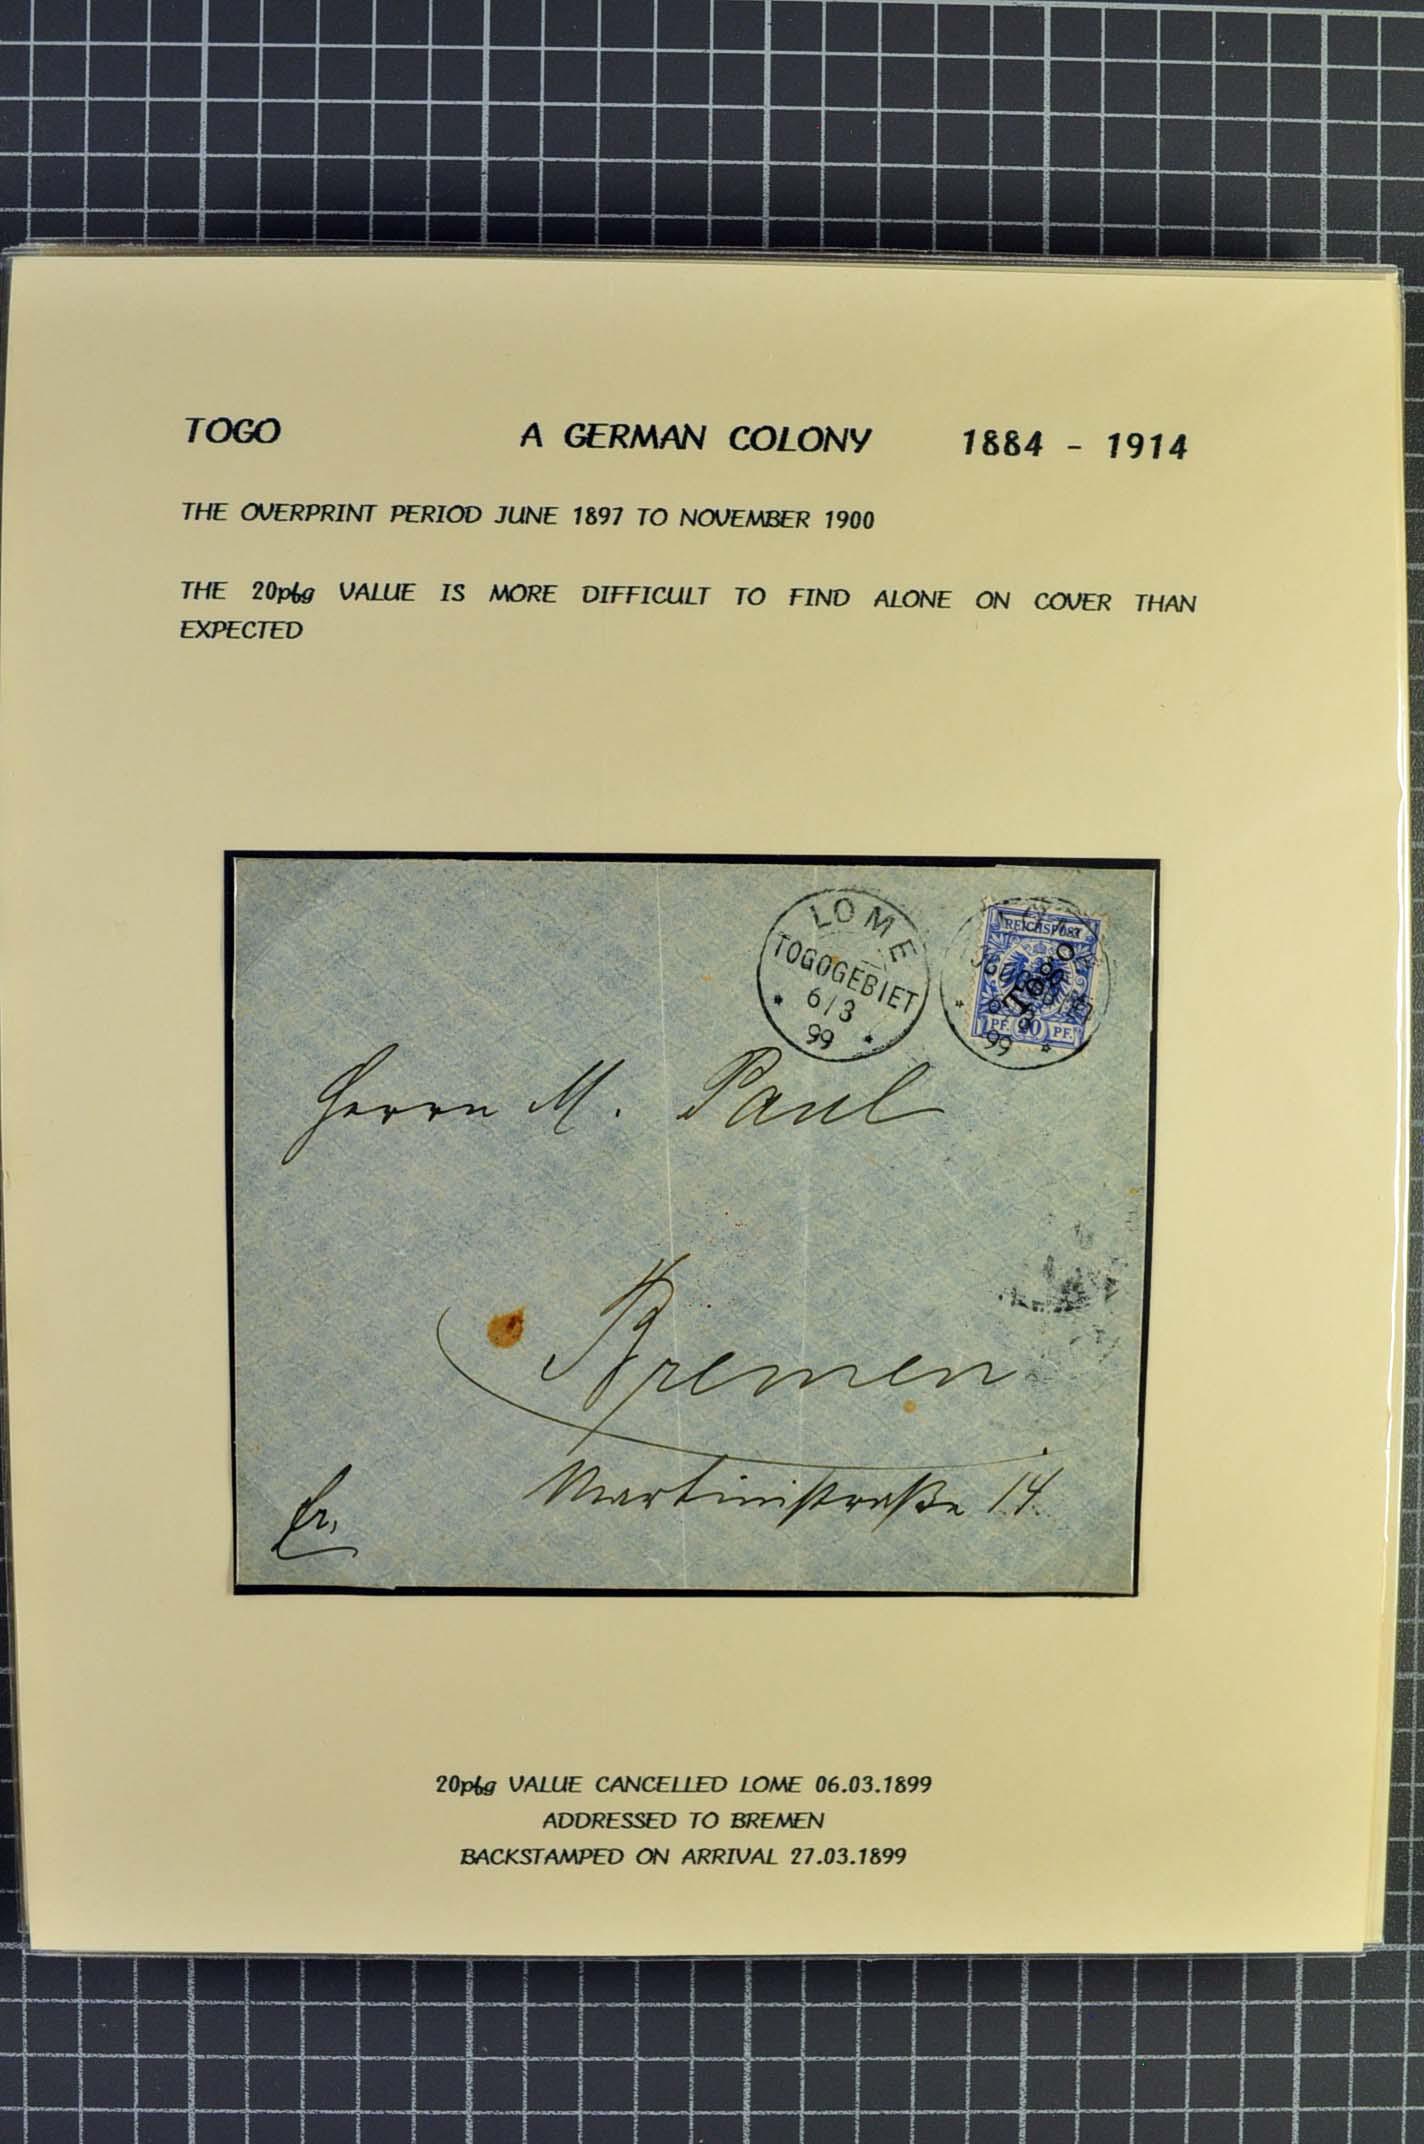 TOGO A GERMAN COLONY 1884 - 1914
THE OVERPRINT PERIOD JUNE 1897 TO NOVEMBER 1900
THE 20pfg VALUE IS MORE DIFFICULT TO FIND ALONE ON COVER THAN
EXPECTED
LOME
TOGOGEBIET
6/3
99
REICHSPOST
Togo
PF. 20 PF.
99
Herrn M. Paul
Bremen
Martinistraße 14.
20pfg VALUE CANCELLED LOME 06.03.1899
ADDRESSED TO BREMEN
BACKSTAMPED ON ARRIVAL 27.03.1899